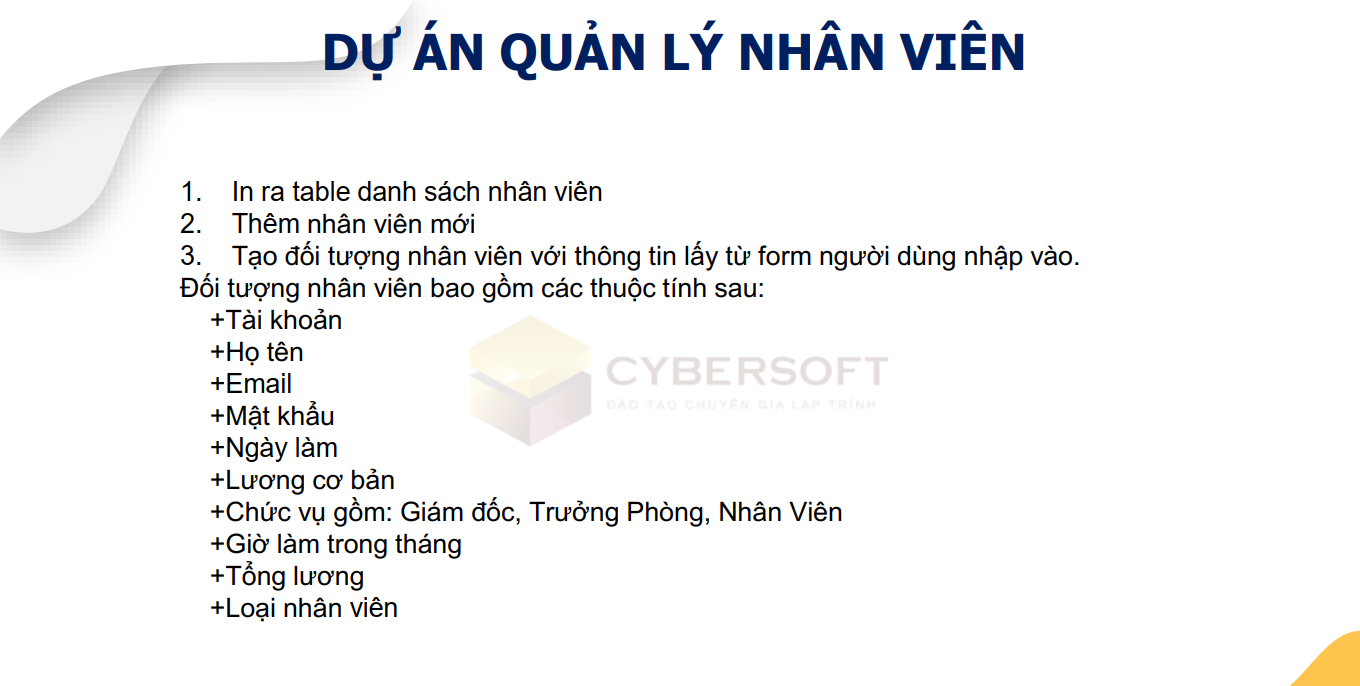 DỰ ÁN QUẢN LÝ NHÂN VIÊN
1. In ra table danh sách nhân viên
2. Thêm nhân viên mới
3. Tạo đối tượng nhân viên với thông tin lấy từ form người dùng nhập vào.
Đối tượng nhân viên bao gồm các thuộc tính sau:
+Tài khoản
+Họ tên
+Email
+Mật khẩu
+Ngày làm
+Lương cơ bản
+Chức vụ gồm: Giám đốc, Trưởng Phòng, Nhân Viên
+Giờ làm trong tháng
+Tổng lương
+Loại nhân viên
CYBERSOFT
ĐÀO TẠO CHUYÊN GIA LẬP TRÌNH